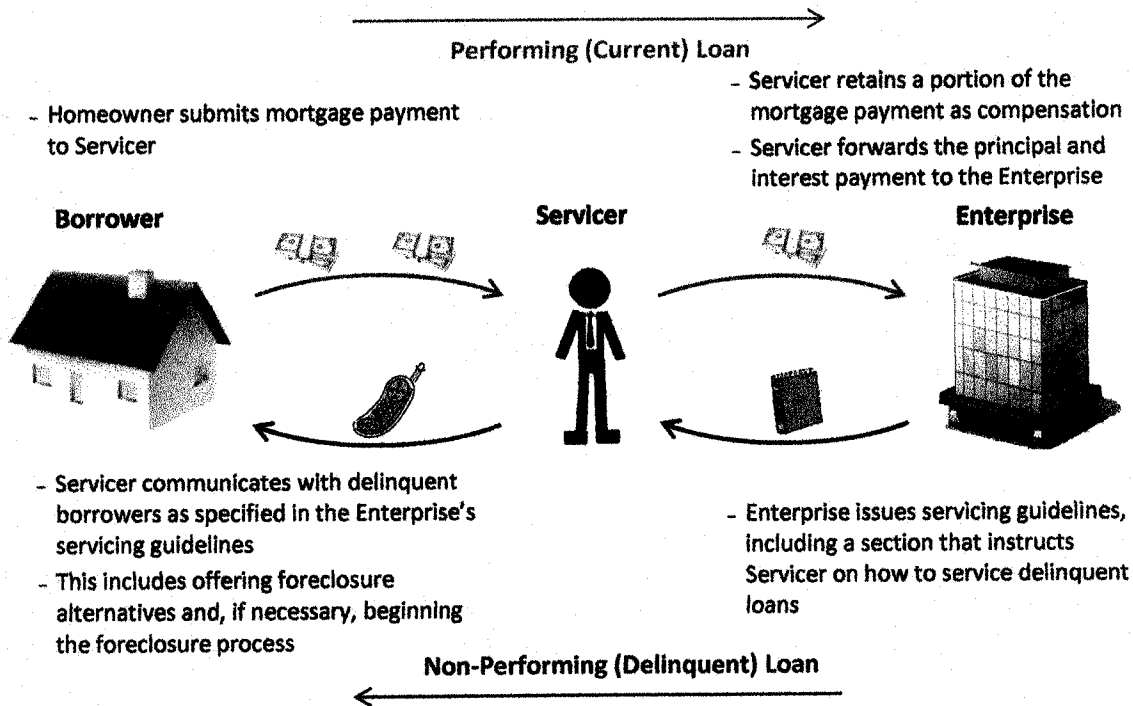 Performing (Current) Loan
- Homeowner submits mortgage payment
to Servicer
- Servicer retains a portion of the
mortgage payment as compensation
- Servicer forwards the principal and
interest payment to the Enterprise
Borrower
Servicer
Enterprise
- Servicer communicates with delinquent
borrowers as specified in the Enterprise's
servicing guidelines
- This includes offering foreclosure
alternatives and, if necessary, beginning
the foreclosure process
- Enterprise issues servicing guidelines,
including a section that instructs
Servicer on how to service delinquent
loans
Non-Performing (Delinquent) Loan